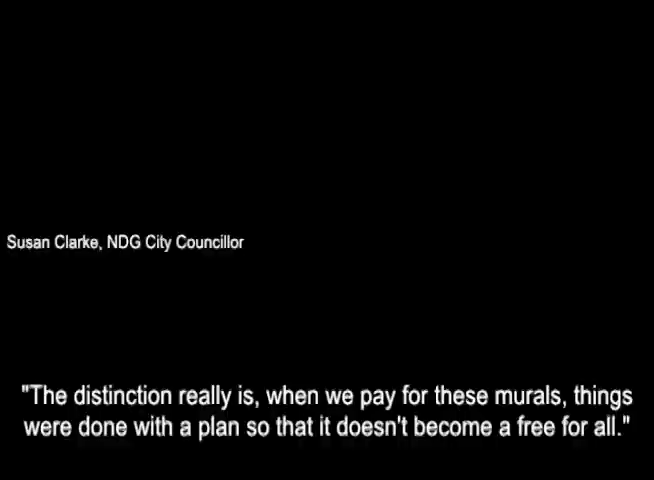 Susan Clarke, NDG City Councillor
"The distinction really is, when we pay for these murals, things
were done with a plan so that it doesn't become a free for all."